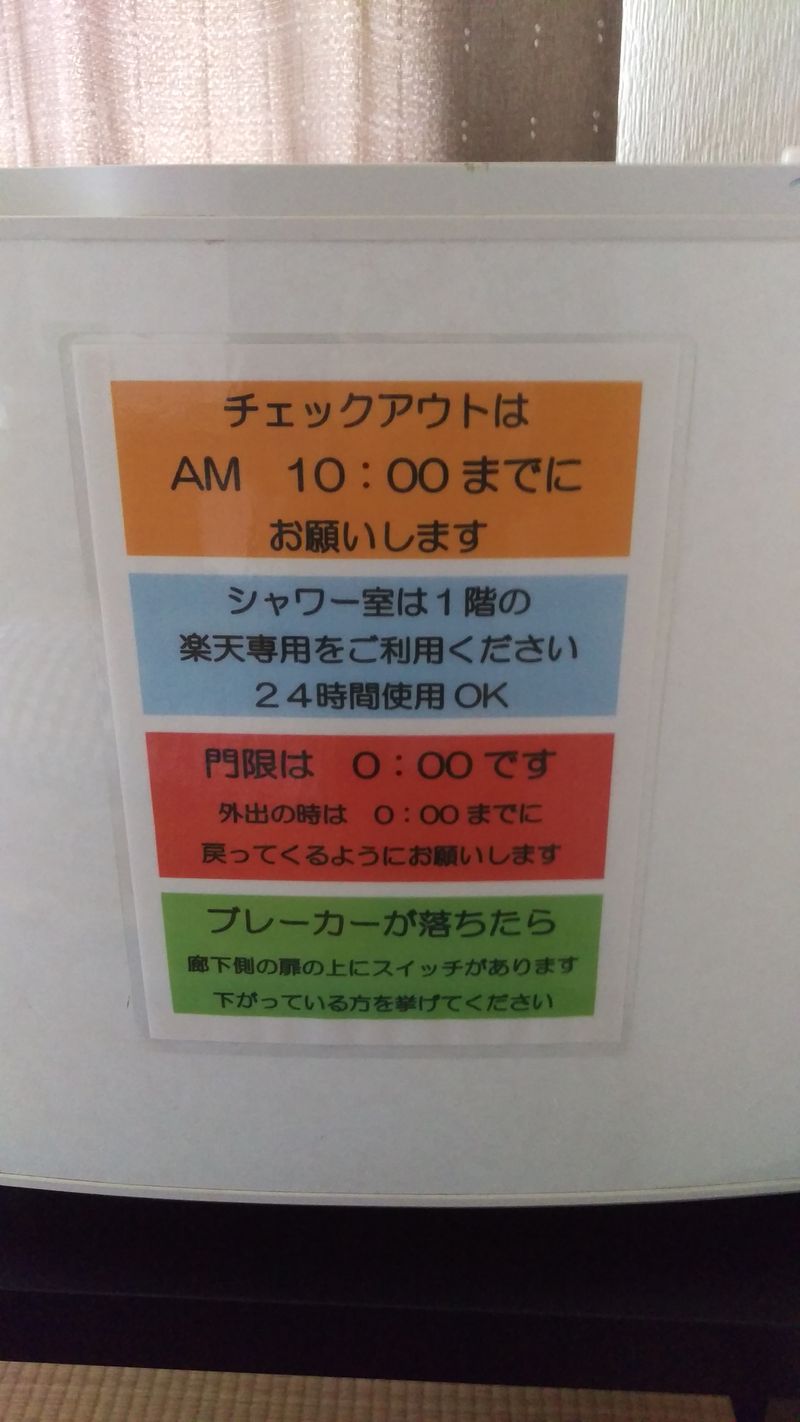 チェックアウトは
AM　10：00までに
お願いします
シャワー室は１階の
楽天専用をご利用ください
２４時間使用OK
門限は　0：00です
外出の時は　0：00までに
戻ってくるようにお願いします
ブレーカーが落ちたら
廊下側の扉の上にスイッチがあります
下がっている方を挙げてください